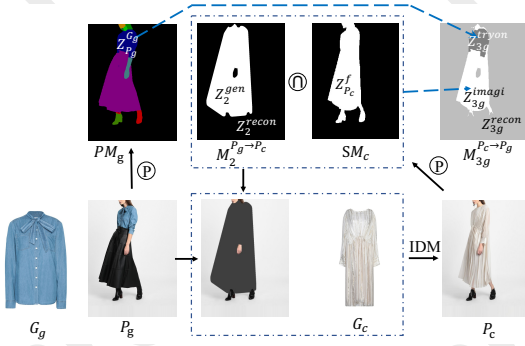 Z_{P_g}^{G_g}
Z_2^{gen}
Z_2^{recon}
Z_{P_c}^{f}
Z_{3g}^{tryon}
Z_{3g}^{imagi}
Z_{3g}^{recon}
PM_g
M_2^{P_g→P_c}
SM_c
M_{3g}^{P_c→P_g}
P
P
IDM
G_g
P_g
G_c
P_c